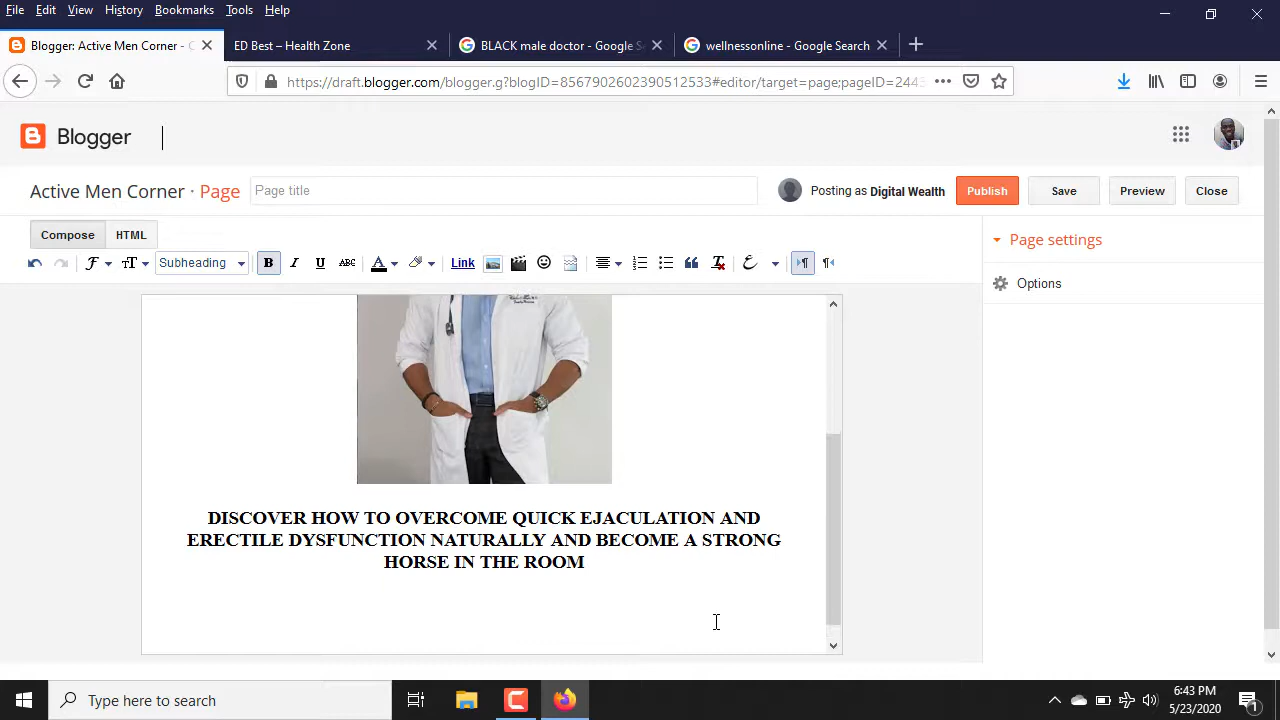 File Edit View History Bookmarks Tools Help
Blogger: Active Men Corner - C
ED Best – Health Zone
BLACK male doctor - Google S
wellnessonline - Google Search
https://draft.blogger.com/blogger.g?blogID=8567902602390512533#editor/target=page;pageID=2443
Blogger
Active Men Corner · Page
Page title
Posting as Digital Wealth
Publish
Save
Preview
Close
Compose
HTML
Page settings
Subheading
B I U ABC A
Link
Options
DISCOVER HOW TO OVERCOME QUICK EJACULATION AND
ERECTILE DYSFUNCTION NATURALLY AND BECOME A STRONG
HORSE IN THE ROOM
Type here to search
6:43 PM
5/23/2020
1